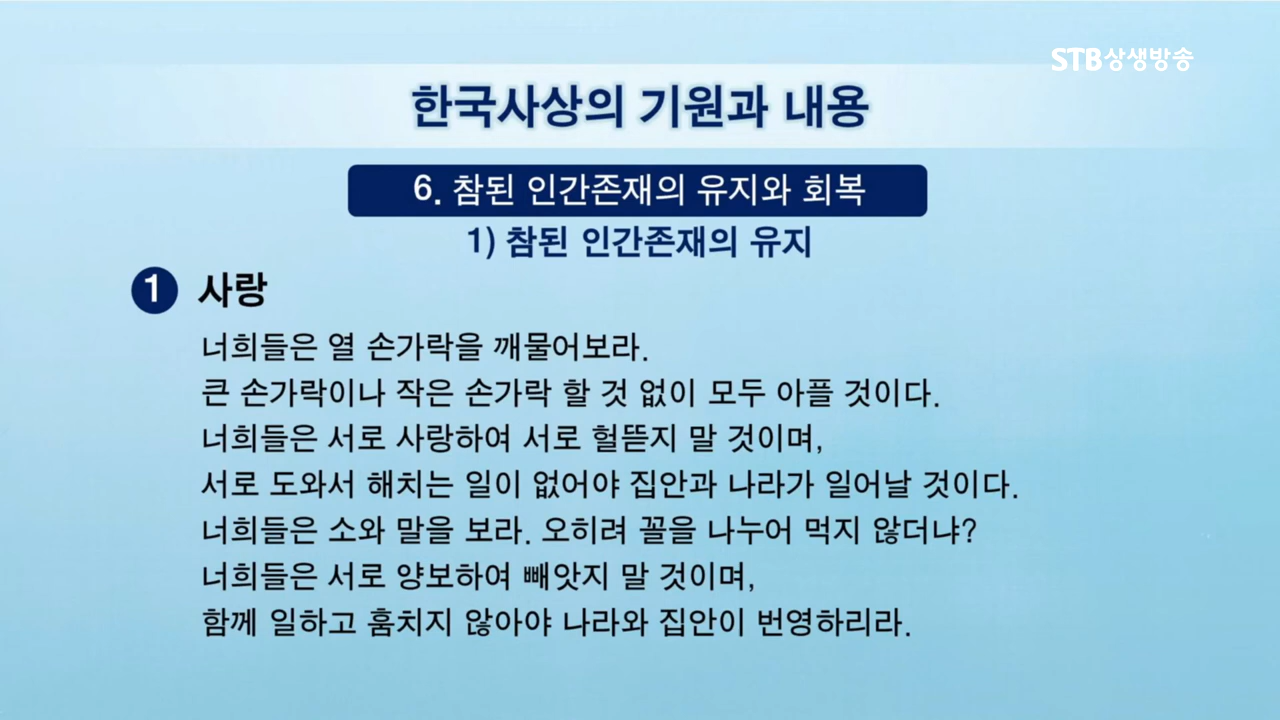 STB상생방송
한국사상의 기원과 내용
6. 참된 인간존재의 유지와 회복
1) 참된 인간존재의 유지
1 사랑
너희들은 열 손가락을 깨물어보라.
큰 손가락이나 작은 손가락 할 것 없이 모두 아플 것이다.
너희들은 서로 사랑하여 서로 헐뜯지 말 것이며,
서로 도와서 해치는 일이 없어야 집안과 나라가 일어날 것이다.
너희들은 소와 말을 보라. 오히려 꼴을 나누어 먹지 않더냐?
너희들은 서로 양보하여 빼앗지 말 것이며,
함께 일하고 훔치지 않아야 나라와 집안이 번영하리라.